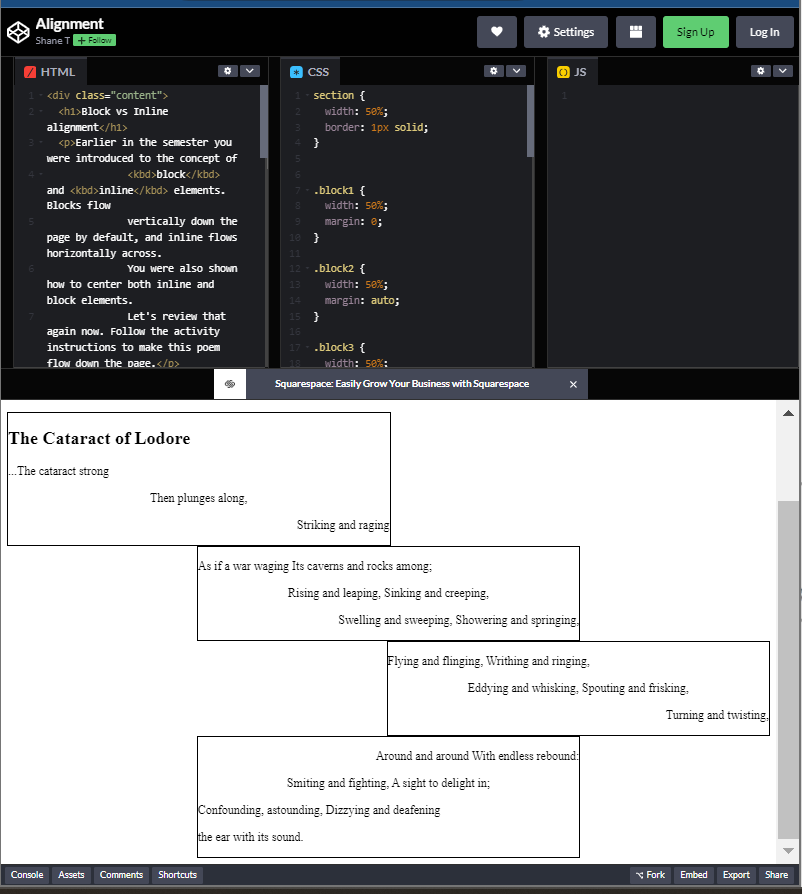 Alignment
Shane T + Follow
Settings
Sign Up
Log In
HTML
1 <div class="content">
2 <h1>Block vs Inline
alignment</h1>
3 <p>Earlier in the semester you
were introduced to the concept of
4 <kbd>block</kbd>
and <kbd>inline</kbd> elements.
Blocks flow
5 vertically down the
page by default, and inline flows
horizontally across.
6 You were also shown
how to center both inline and
block elements.
7 Let's review that
again now. Follow the activity
instructions to make this poem
flow down the page.</p>
CSS
1 section {
2 width: 50%;
3 border: 1px solid;
4 }
5
6
7 .block1 {
8 width: 50%;
9 margin: 0;
10 }
11
12 .block2 {
13 width: 50%;
14 margin: auto;
15 }
16
17 .block3 {
18 width: 50%;
JS
1
Squarespace: Easily Grow Your Business with Squarespace ×
The Cataract of Lodore
...The cataract strong
Then plunges along,
Striking and raging
As if a war waging Its caverns and rocks among;
Rising and leaping, Sinking and creeping,
Swelling and sweeping, Showering and springing,
Flying and flinging, Writhing and ringing,
Eddying and whisking, Spouting and frisking,
Turning and twisting,
Around and around With endless rebound:
Smiting and fighting, A sight to delight in;
Confounding, astounding, Dizzying and deafening
the ear with its sound.
Console Assets Comments Shortcuts Fork Embed Export Share